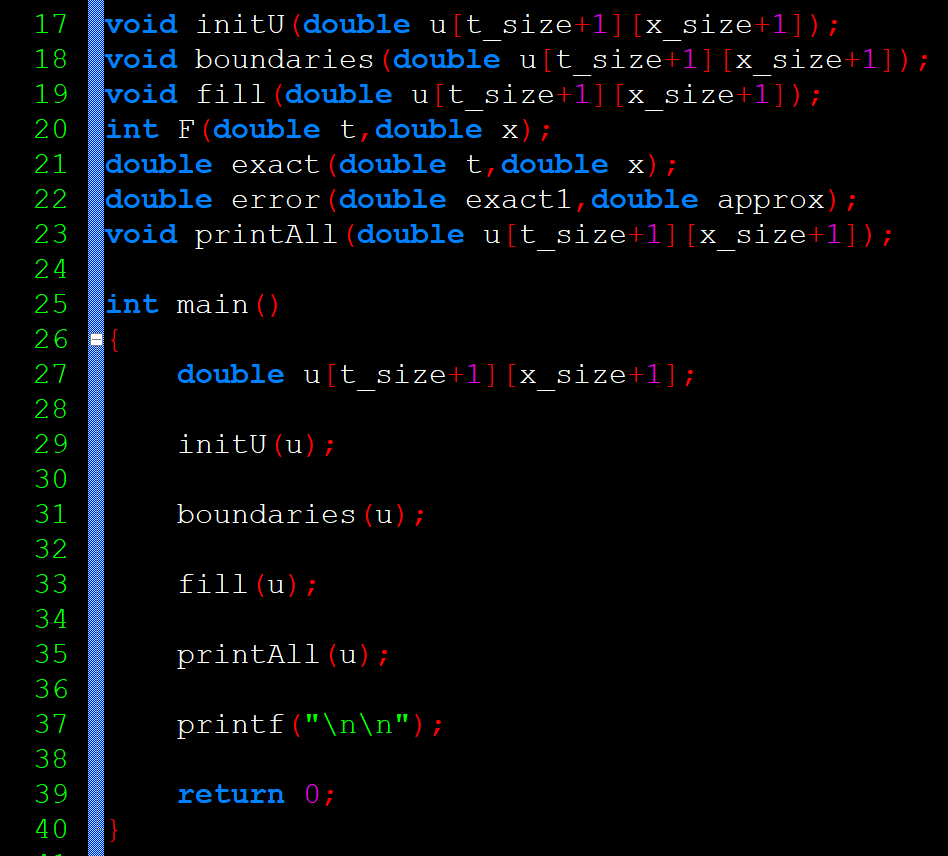 17 void initU(double u[t_size+1][x_size+1]);
18 void boundaries(double u[t_size+1][x_size+1]);
19 void fill(double u[t_size+1][x_size+1]);
20 int F(double t,double x);
21 double exact(double t,double x);
22 double error(double exact1,double approx);
23 void printAll(double u[t_size+1][x_size+1]);
24
25 int main()
26 {
27     double u[t_size+1][x_size+1];
28
29     initU(u);
30
31     boundaries(u);
32
33     fill(u);
34
35     printAll(u);
36
37     printf("\n\n");
38
39     return 0;
40 }